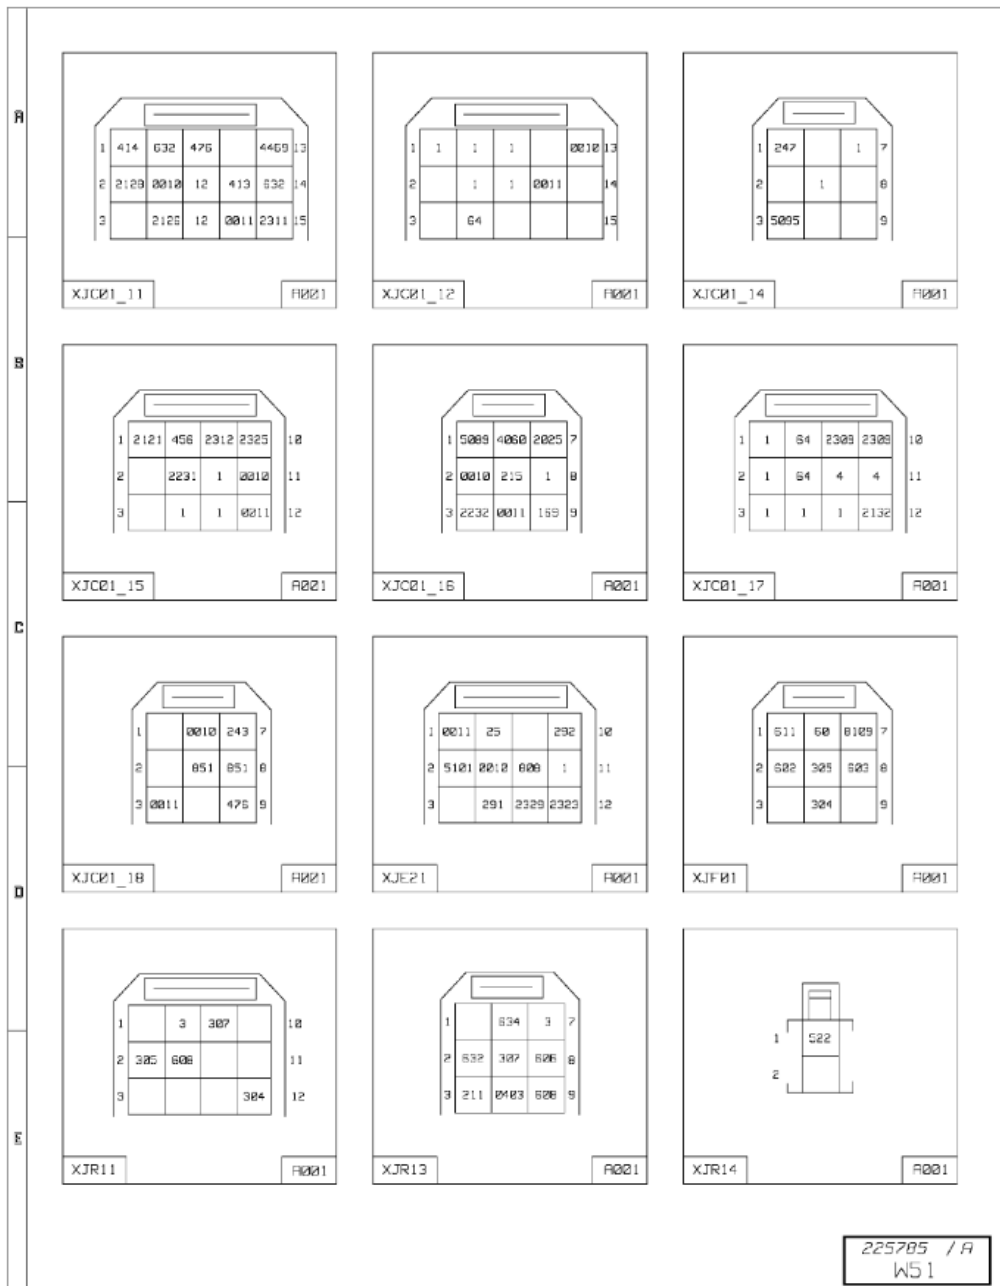 A
1 414 632 476 4469 13
2 2128 0010 12 413 632 14
3 2126 12 0011 2311 15
XJC01_11 A001
1 1 1 1 0010 13
2 1 1 0011 14
3 64 15
XJC01_12 A001
1 247 1 7
2 1 8
3 5095 9
XJC01_14 A001
B
1 2121 456 2312 2325 10
2 2231 1 0010 11
3 1 1 0011 12
XJC01_15 A001
1 5089 4060 2025 7
2 0010 215 1 8
3 2232 0011 169 9
XJC01_16 A001
1 1 64 2309 2309 10
2 1 64 4 4 11
3 1 1 1 2132 12
XJC01_17 A001
C
1 0010 243 7
2 851 851 8
3 0011 476 9
XJC01_18 A001
1 0011 25 292 10
2 5101 0010 808 1 11
3 291 2329 2323 12
XJE21 A001
1 611 60 8109 7
2 602 305 603 8
3 304 9
XJF01 A001
D
1 3 307 10
2 305 608 11
3 304 12
XJR11 A001
1 634 3 7
2 632 307 606 8
3 211 0403 608 9
XJR13 A001
1 522
2
XJR14 A001
E
225785 / A
W51